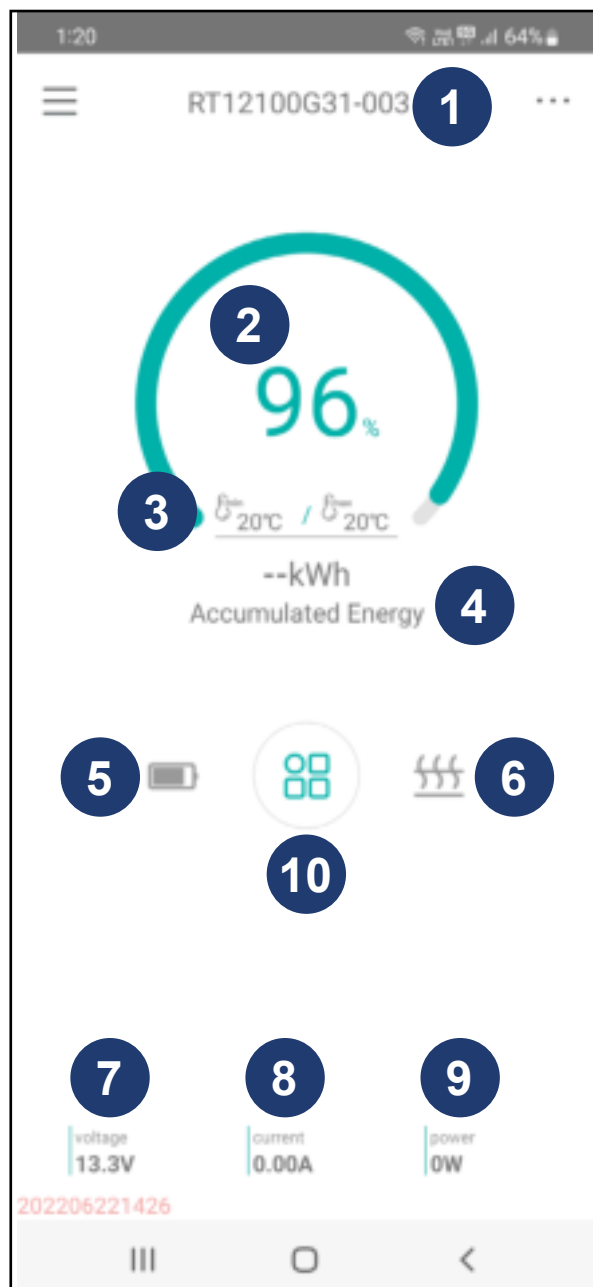 1:20 64%
RT12100G31-003 1
2
96%
3 20°C / 20°C
--kWh
Accumulated Energy 4
5 6
10
7 8 9
voltage current power
13.3V 0.00A 0W
202206221426